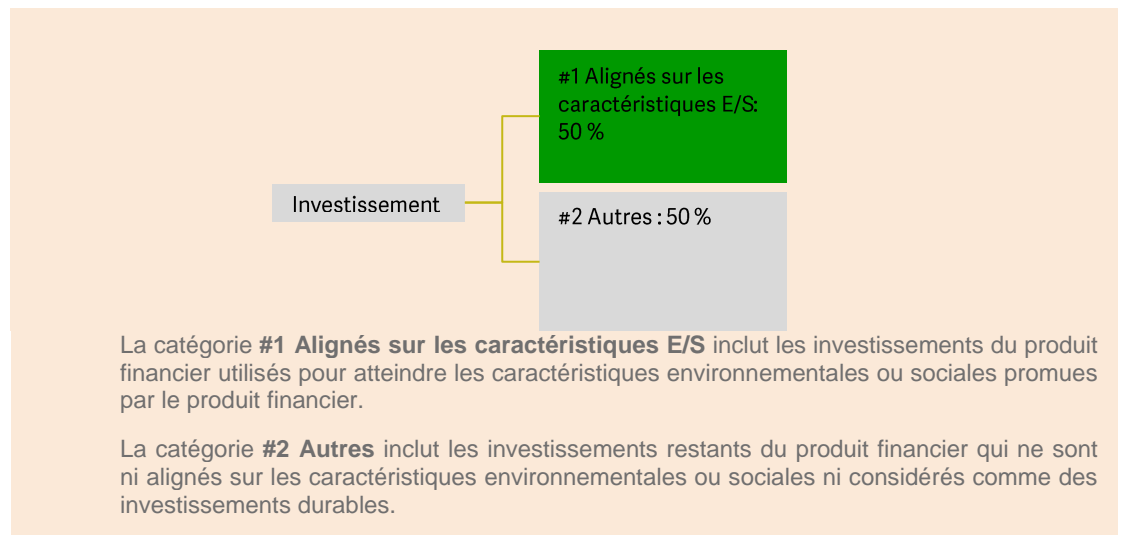 #1 Alignés sur les
caractéristiques E/S:
50 %
Investissement
#2 Autres : 50 %
La catégorie #1 Alignés sur les caractéristiques E/S inclut les investissements du produit
financier utilisés pour atteindre les caractéristiques environnementales ou sociales promues
par le produit financier.
La catégorie #2 Autres inclut les investissements restants du produit financier qui ne sont
ni alignés sur les caractéristiques environnementales ou sociales ni considérés comme des
investissements durables.